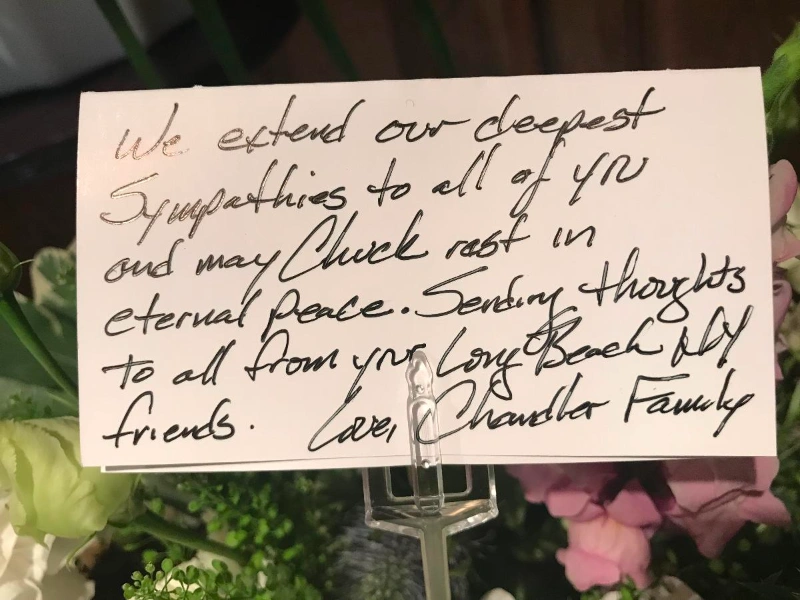 We extend our deepest
Sympathies to all of you
and may Chuck rest in
eternal peace. Sending thoughts
to all from your Long Beach NY
friends. Love, Chandler Family